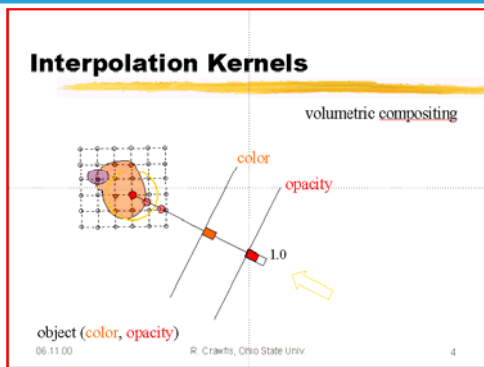 Interpolation Kernels
volumetric compositing
color
opacity
1.0
object (color, opacity)
06.11.00 R. Crawfis, Ohio State Univ. 4